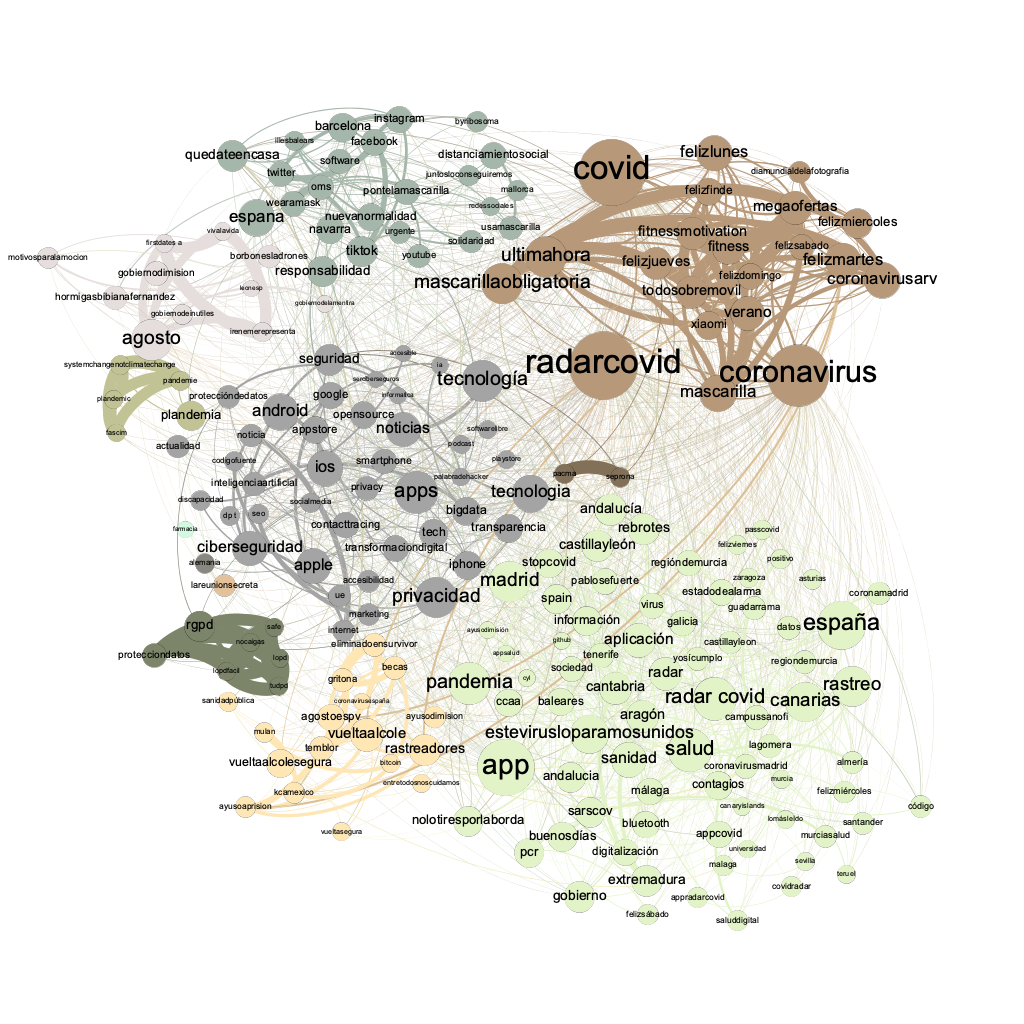 instagram
byribosoma
barcelona
illesbalears
facebook
quedateencasa
software
distanciamientosocial
twitter
juntosloconseguiremos
oms
pontelamascarilla
mallorca
wearamask
redessociales
espana
nuevanormalidad
usamascarilla
navarra
urgente
vivalavida
solidaridad
tiktok
youtube
responsabilidad
covid
felizlunes
diamundialdelafotografia
felizfinde
megaofertas
felizmiercoles
fitnessmotivation
fitness
felizsabado
ultimahora
felizjueves
felizmartes
felizdomingo
coronavirusarv
mascarillaobligatoria
todosobremovil
verano
xiaomi
radarcovid
coronavirus
mascarilla
firstdates a
motivosparalamocion
borbonesladrones
gobiernodimision
leonesp
hormigasbibianafernandez
gobiernodelamentira
gobiernodeinutiles
irenemerepresenta
agosto
systemchangenotclimatechange
pandemie
plandemic
plandemia
fascim
seguridad
accesible
ia
tecnología
serciberseguros
informatica
proteccióndedatos
google
android
opensource
appstore
noticias
softwarelibre
noticia
actualidad
podcast
codigofuente
smartphone
playstore
ios
palabradehacker
inteligenciaartificial
privacy
apps
tecnologia
discapacidad
socialmedia
bigdata
dp t
seo
contacttracing
tech
transparencia
ciberseguridad
transformaciondigital
apple
iphone
accesibilidad
privacidad
ue
marketing
internet
farmacia
alemania
lareunionsecreta
pacma
seprona
rgpd
safe
nocaigas
protecciondatos
lopd
lopdfacil
tudpd
eliminadoensurvivor
becas
gritona
sanidadpública
coronavirusespaña
agostoespv
ayusodimision
mulan
vueltaalcole
temblor
rastreadores
vueltaalcolesegura
bitcoin
kcamexico
entretodosnoscuidamos
ayusoaprision
vueltasegura
andalucía
rebrotes
castillayleón
passcovid
felizviernes
stopcovid
regióndemurcia
positivo
madrid
pablosefuerte
zaragoza
asturias
spain
estadodealarma
coronamadrid
virus
guadarrama
información
galicia
españa
ayusodimisión
datos
github
aplicación
castillayleon
appsalud
tenerife
yosícumplo
regiondemurcia
sociedad
radar
cyl
pandemia
cantabria
rastreo
ccaa
baleares
radar covid
canarias
aragón
campussanofi
estevirusloparamosunidos
salud
lagomera
sanidad
app
coronavirusmadrid
almería
andalucia
murcia
contagios
málaga
felizmiércoles
canaryislands
código
sarscov
nolotiresporlaborda
bluetooth
lomásleído
santander
buenosdías
appcovid
murciasalud
pcr
digitalización
universidad
malaga
sevilla
extremadura
teruel
gobierno
appradarcovid
covidradar
felizsábado
saluddigital